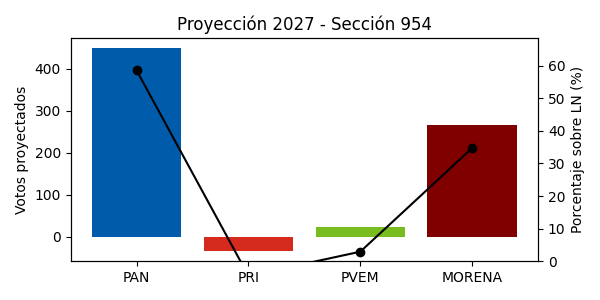 Proyección 2027 - Sección 954
Votos proyectados
400
300
200
100
0
PAN
PRI
PVEM
MORENA
60
50
40
30
20
10
0
Porcentaje sobre LN (%)